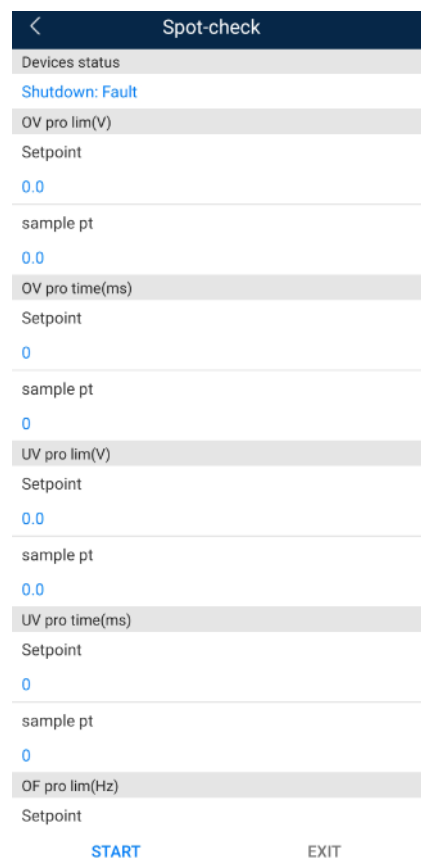 Spot-check
Devices status
Shutdown: Fault
OV pro lim(V)
Setpoint
0.0
sample pt
0.0
OV pro time(ms)
Setpoint
0
sample pt
0
UV pro lim(V)
Setpoint
0.0
sample pt
0.0
UV pro time(ms)
Setpoint
0
sample pt
0
OF pro lim(Hz)
Setpoint
START EXIT